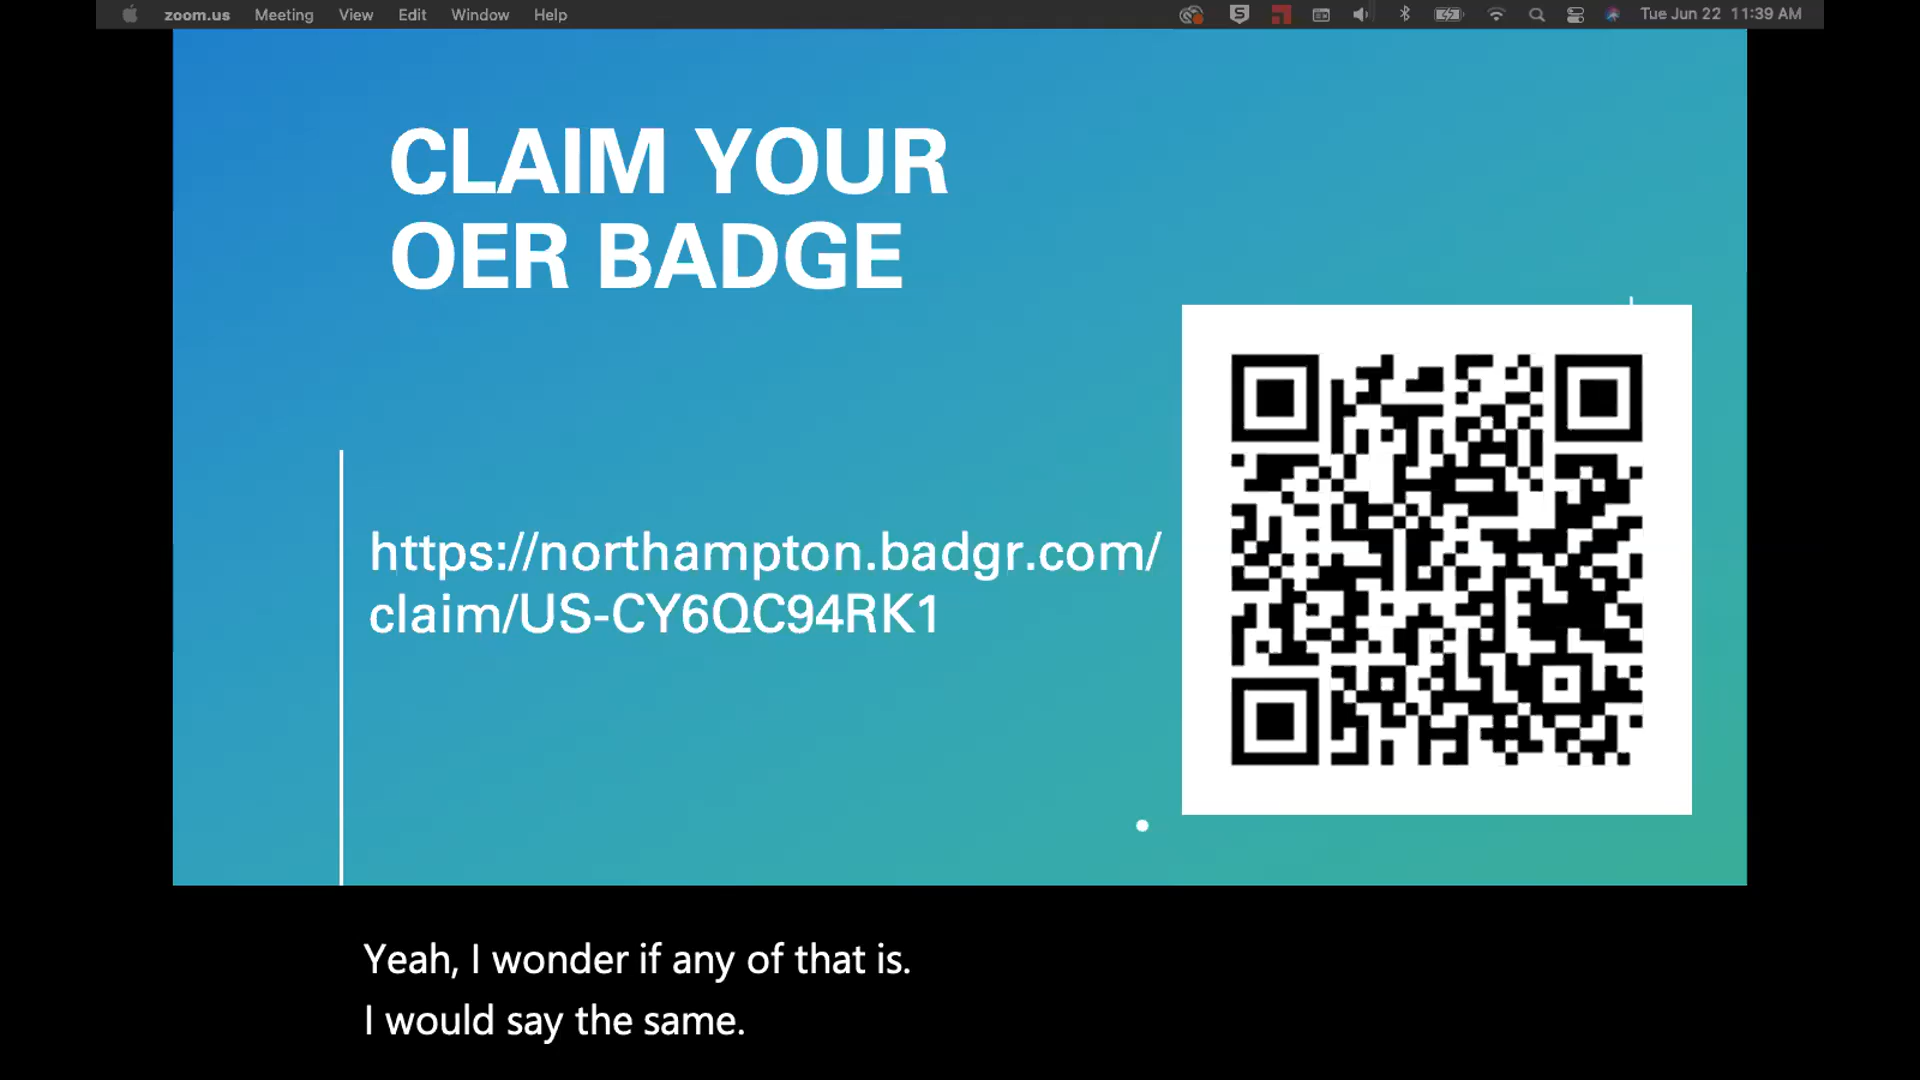 zoom.us Meeting View Edit Window Help Tue Jun 22 11:39 AM
CLAIM YOUR
OER BADGE
https://northampton.badgr.com/
claim/US-CY6QC94RK1
Yeah, I wonder if any of that is.
I would say the same.